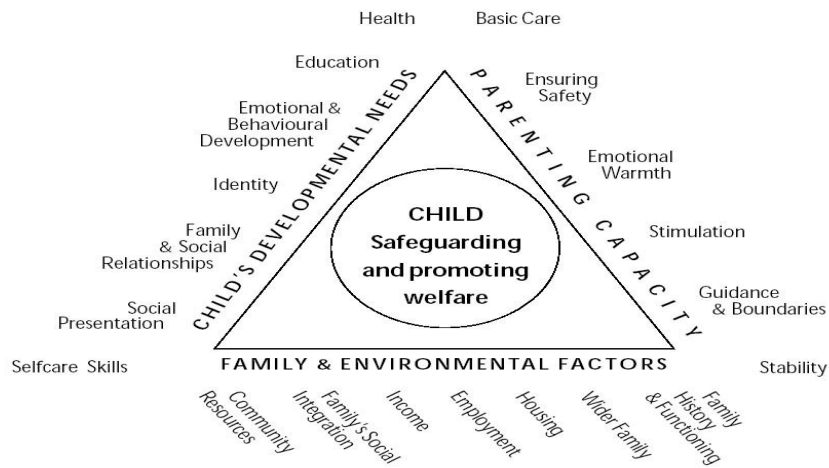 Health
Basic Care
Education
Ensuring
Safety
Emotional &
Behavioural
Development
Emotional
Warmth
Identity
Family
& Social
Relationships
Stimulation
Social
Presentation
Guidance
& Boundaries
Selfcare Skills
Stability
CHILD'S DEVELOPMENTAL NEEDS
PARENTING CAPACITY
CHILD
Safeguarding
and promoting
welfare
FAMILY & ENVIRONMENTAL FACTORS
Community
Resources
Family's Social
Integration
Income
Employment
Housing
Wider Family
Family
History
& Functioning